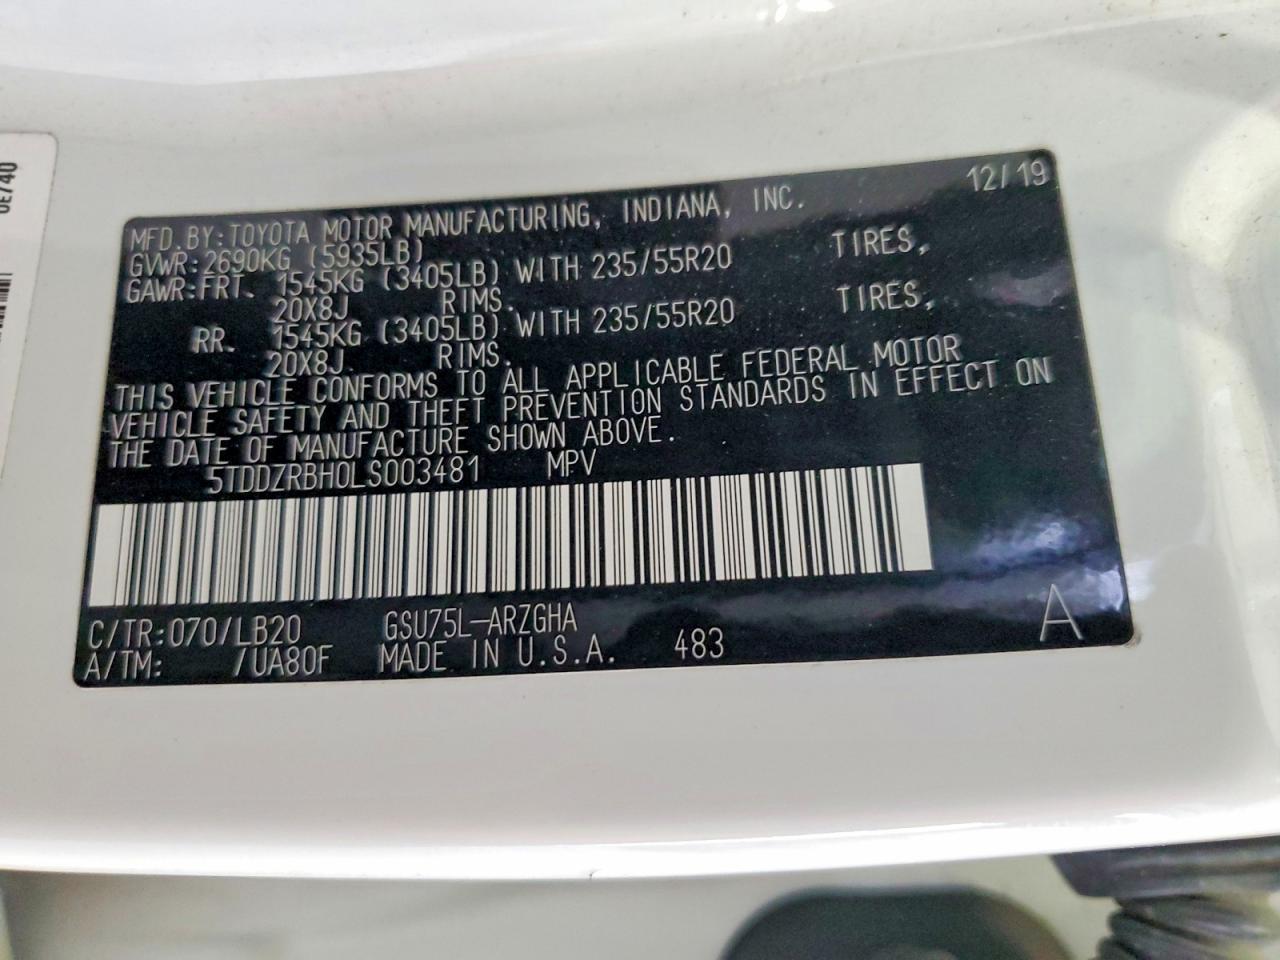 12/19
MFD.BY:TOYOTA MOTOR MANUFACTURING, INDIANA, INC.
GVWR:2690KG (5935LB)
GAWR:FRT. 1545KG (3405LB) WITH 235/55R20 TIRES,
20X8J RIMS.
RR. 1545KG (3405LB) WITH 235/55R20 TIRES,
20X8J RIMS.
THIS VEHICLE CONFORMS TO ALL APPLICABLE FEDERAL MOTOR
VEHICLE SAFETY AND THEFT PREVENTION STANDARDS IN EFFECT ON
THE DATE OF MANUFACTURE SHOWN ABOVE.
5TDDZRBH0LS003481 MPV
C/TR:070/LB20 GSU75L-ARZGHA
A/TM: /UA80F MADE IN U.S.A. 483
A
0E740